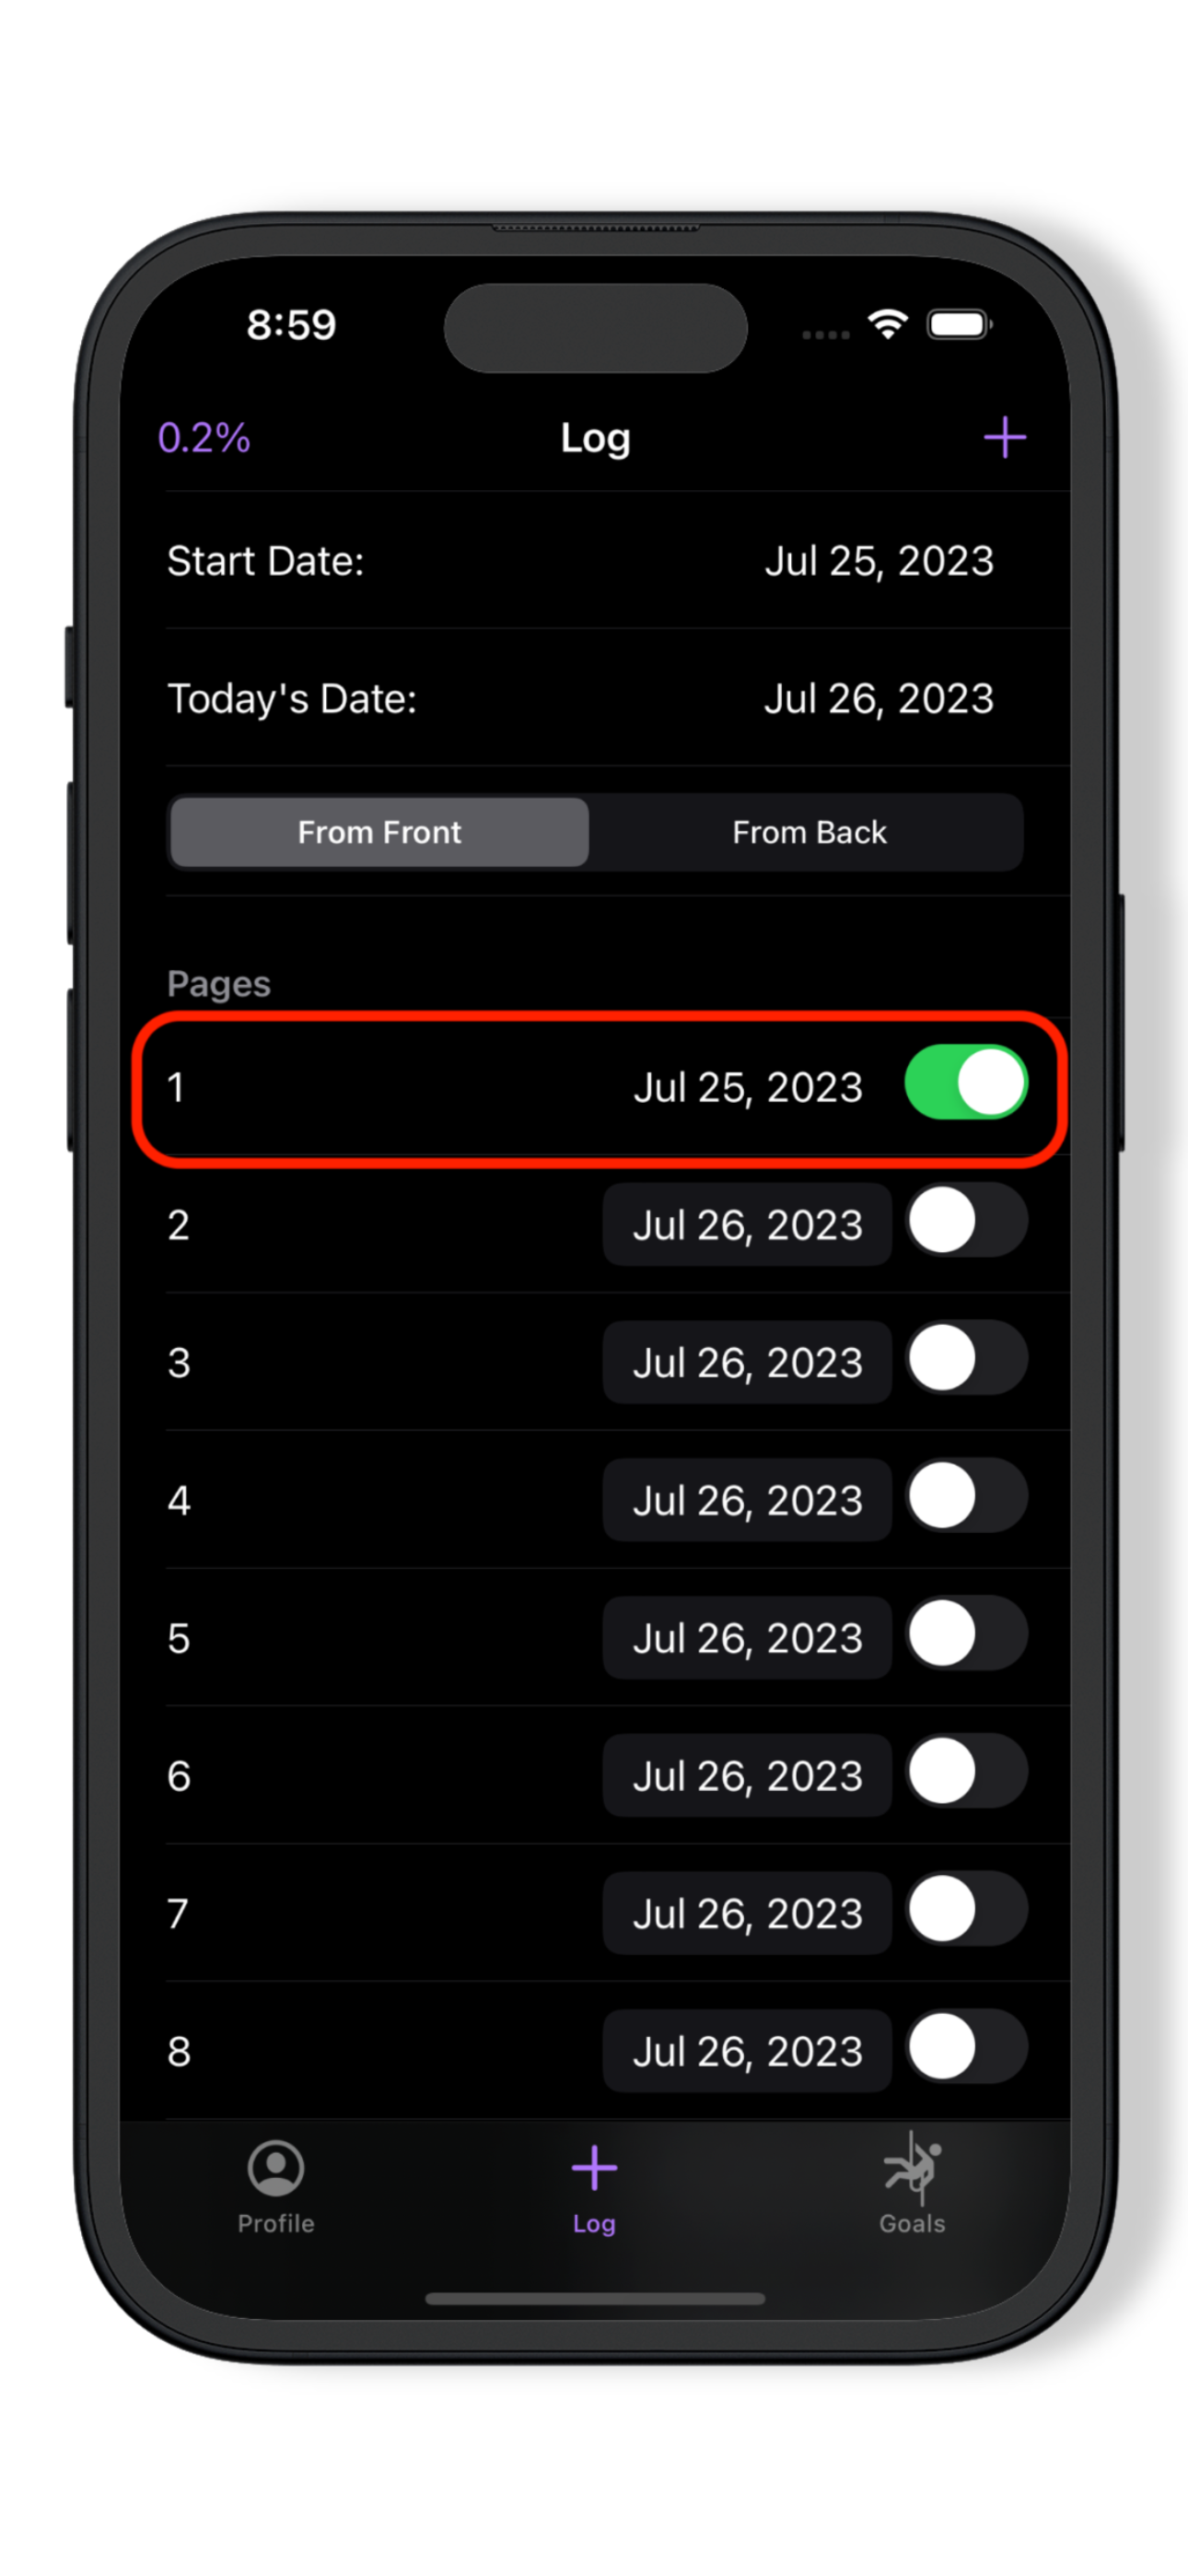 8:59
0.2% Log +
Start Date: Jul 25, 2023
Today's Date: Jul 26, 2023
From Front From Back
Pages
1 Jul 25, 2023
2 Jul 26, 2023
3 Jul 26, 2023
4 Jul 26, 2023
5 Jul 26, 2023
6 Jul 26, 2023
7 Jul 26, 2023
8 Jul 26, 2023
Profile Log Goals